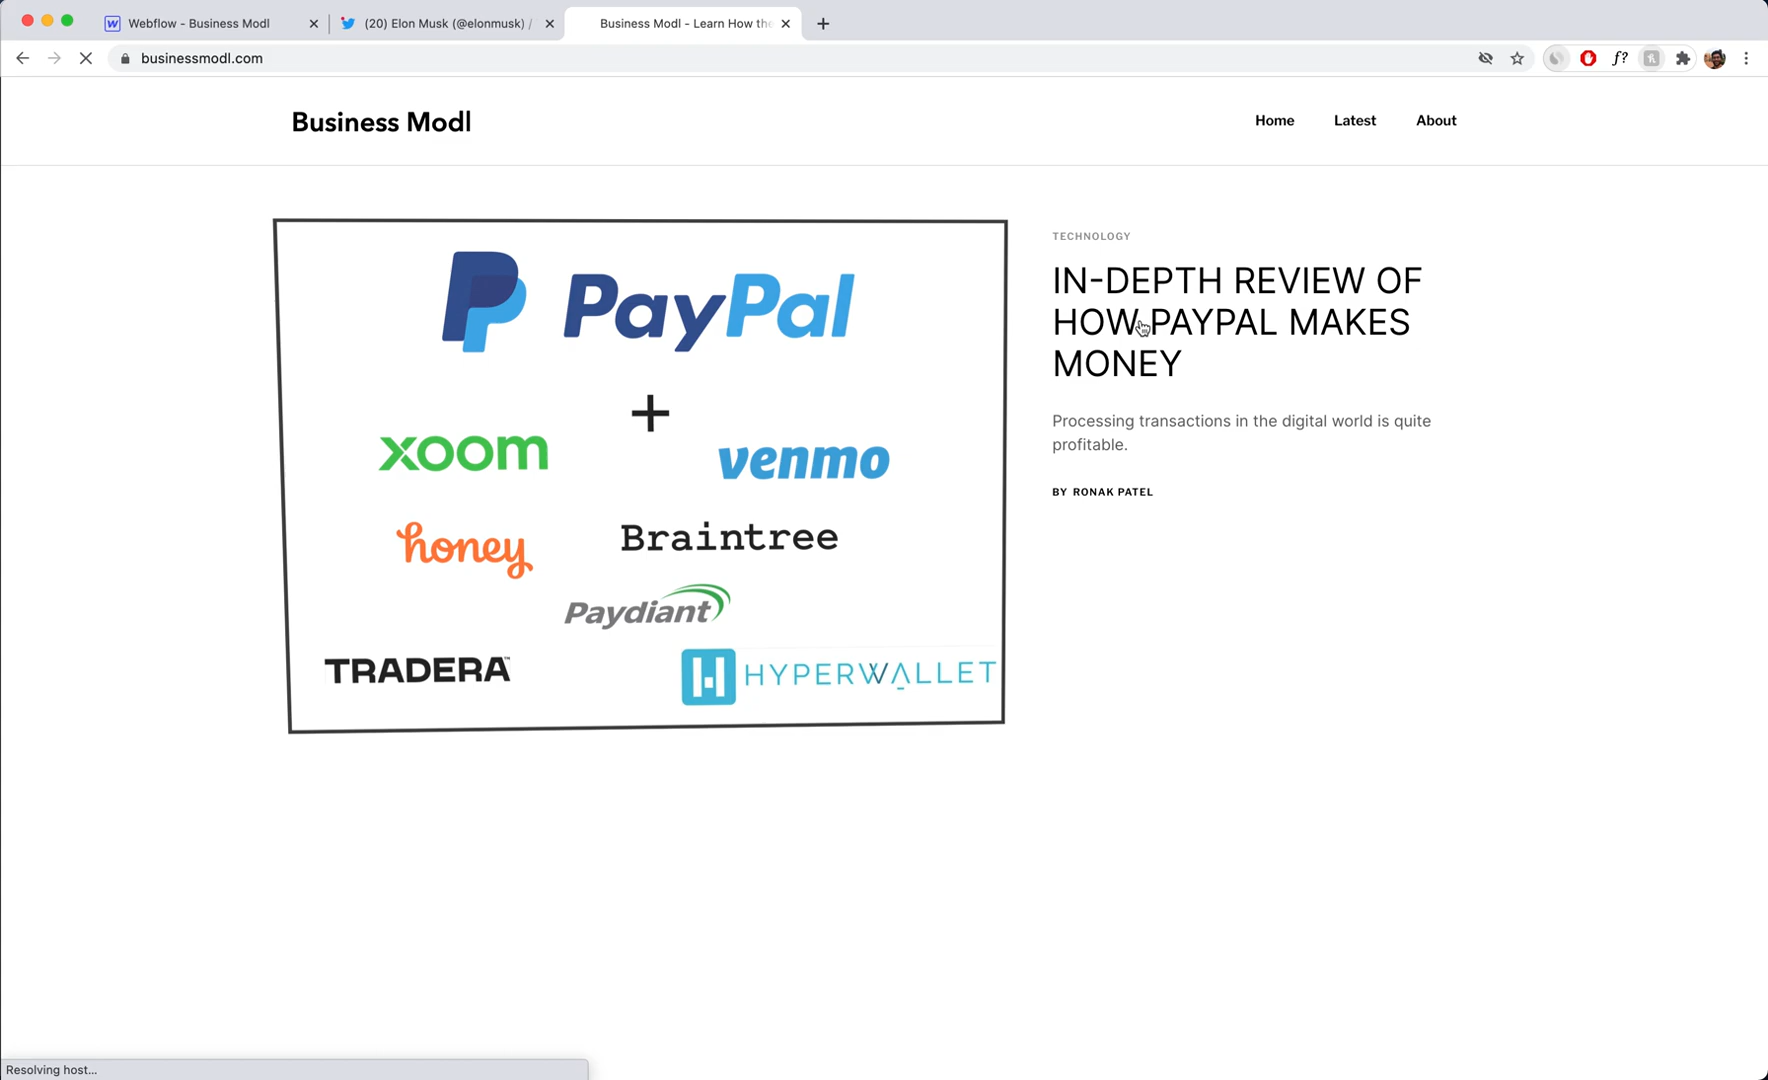 Webflow - Business Modl
(20) Elon Musk (@elonmusk) /
Business Modl - Learn How the
businessmodl.com
f?
Business Modl
Home
Latest
About
PayPal
+
xoom
venmo
honey
Braintree
Paydiant
TRADERA™
HYPERWALLET
TECHNOLOGY
IN-DEPTH REVIEW OF
HOW PAYPAL MAKES
MONEY
Processing transactions in the digital world is quite
profitable.
BY RONAK PATEL
Resolving host...